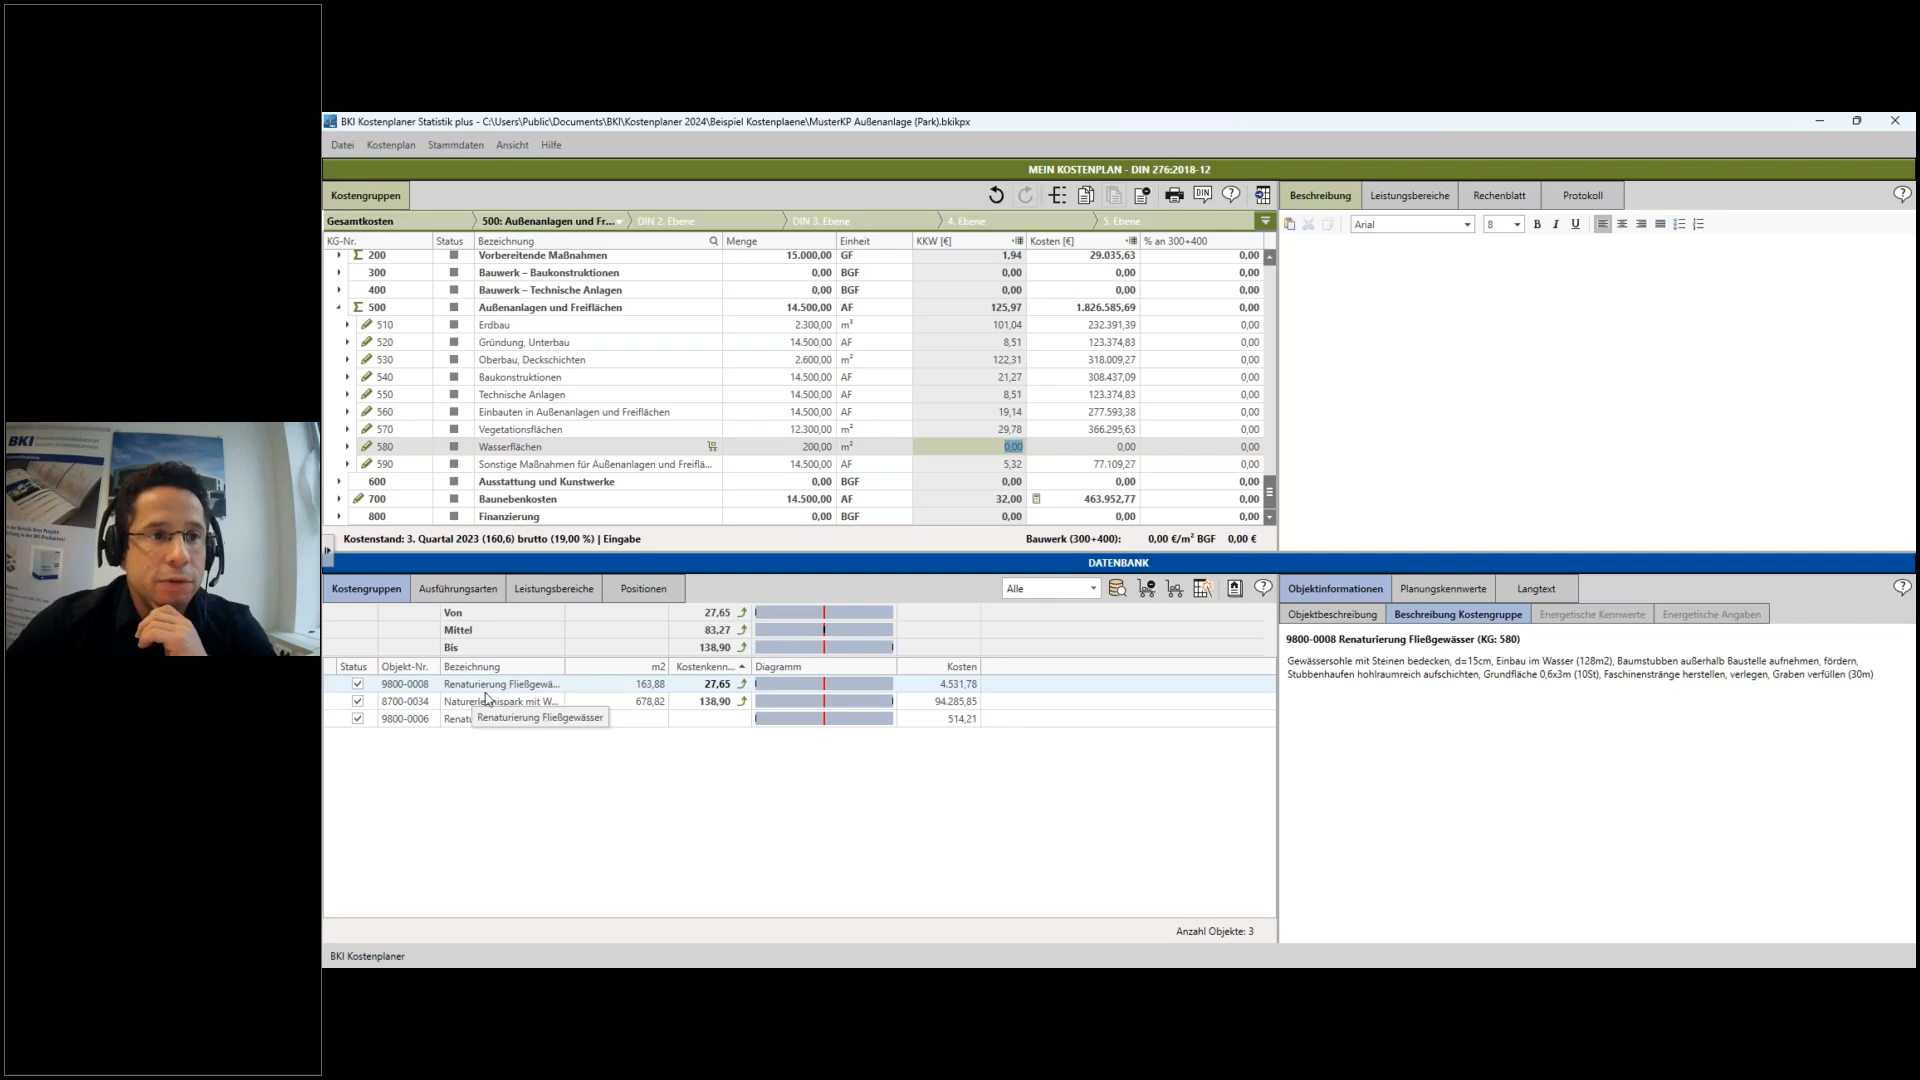 BKI Kostenplaner Statistik plus - C:\Users\Public\Documents\BKI\Kostenplaner 2024\Beispiel Kostenplaene\MusterKP Außenanlage (Park).bkikpx
Datei Kostenplan Stammdaten Ansicht Hilfe
MEIN KOSTENPLAN - DIN 276:2018-12
Kostengruppen
Gesamtkosten 500: Außenanlagen und Fr... DIN 2. Ebene DIN 3. Ebene 4. Ebene 5. Ebene
KG-Nr. Status Bezeichnung Menge Einheit KKW [€] Kosten [€] % an 300+400
Σ 200 Vorbereitende Maßnahmen 15.000,00 GF 1,94 29.035,63 0,00
300 Bauwerk – Baukonstruktionen 0,00 BGF 0,00 0,00 0,00
400 Bauwerk – Technische Anlagen 0,00 BGF 0,00 0,00 0,00
Σ 500 Außenanlagen und Freiflächen 14.500,00 AF 125,97 1.826.585,69 0,00
510 Erdbau 2.300,00 m³ 101,04 232.391,39 0,00
520 Gründung, Unterbau 14.500,00 AF 8,51 123.374,83 0,00
530 Oberbau, Deckschichten 2.600,00 m² 122,31 318.009,27 0,00
540 Baukonstruktionen 14.500,00 AF 21,27 308.437,09 0,00
550 Technische Anlagen 14.500,00 AF 8,51 123.374,83 0,00
560 Einbauten in Außenanlagen und Freiflächen 14.500,00 AF 19,14 277.593,38 0,00
570 Vegetationsflächen 12.300,00 m² 29,78 366.295,63 0,00
580 Wasserflächen 200,00 m² 0,00 0,00 0,00
590 Sonstige Maßnahmen für Außenanlagen und Freiflä... 14.500,00 AF 5,32 77.109,27 0,00
600 Ausstattung und Kunstwerke 0,00 BGF 0,00 0,00 0,00
700 Baunebenkosten 14.500,00 AF 32,00 463.952,77 0,00
800 Finanzierung 0,00 BGF 0,00 0,00 0,00
Kostenstand: 3. Quartal 2023 (160,6) brutto (19,00 %) | Eingabe Bauwerk (300+400): 0,00 €/m² BGF 0,00 €
Beschreibung Leistungsbereiche Rechenblatt Protokoll
Arial 8 B I U
DATENBANK
Kostengruppen Ausführungsarten Leistungsbereiche Positionen Alle
Von 27,65
Mittel 83,27
Bis 138,90
Status Objekt-Nr. Bezeichnung m2 Kostenkenn... Diagramm Kosten
9800-0008 Renaturierung Fließgewä... 163,88 27,65 4.531,78
8700-0034 Naturerlebnispark mit W... 678,82 138,90 94.285,85
9800-0006 Renatu 514,21
Renaturierung Fließgewässer
Anzahl Objekte: 3
Objektinformationen Planungskennwerte Langtext
Objektbeschreibung Beschreibung Kostengruppe Energetische Kennwerte Energetische Angaben
9800-0008 Renaturierung Fließgewässer (KG: 580)
Gewässersohle mit Steinen bedecken, d=15cm, Einbau im Wasser (128m2), Baumstubben außerhalb Baustelle aufnehmen, fördern,
Stubbenhaufen hohlraumreich aufschichten, Grundfläche 0,6x3m (10St), Faschinenstränge herstellen, verlegen, Graben verfüllen (30m)
BKI Kostenplaner
BKI